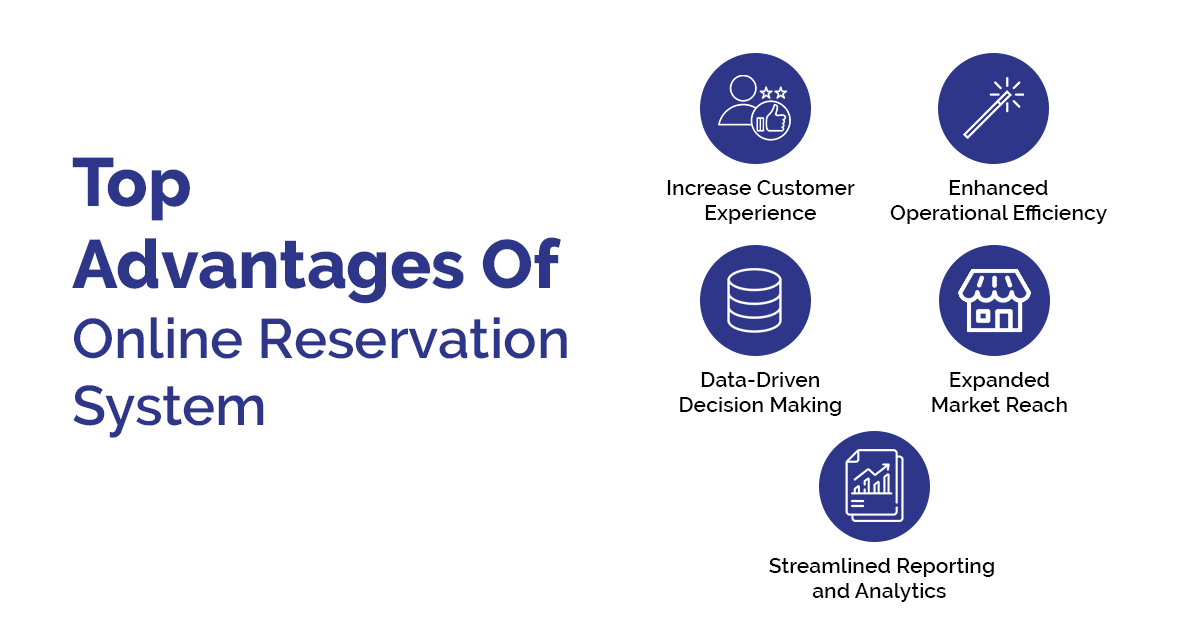 Top
Advantages Of
Online Reservation
System
Increase Customer
Experience
Enhanced
Operational Efficiency
Data-Driven
Decision Making
Expanded
Market Reach
Streamlined Reporting
and Analytics